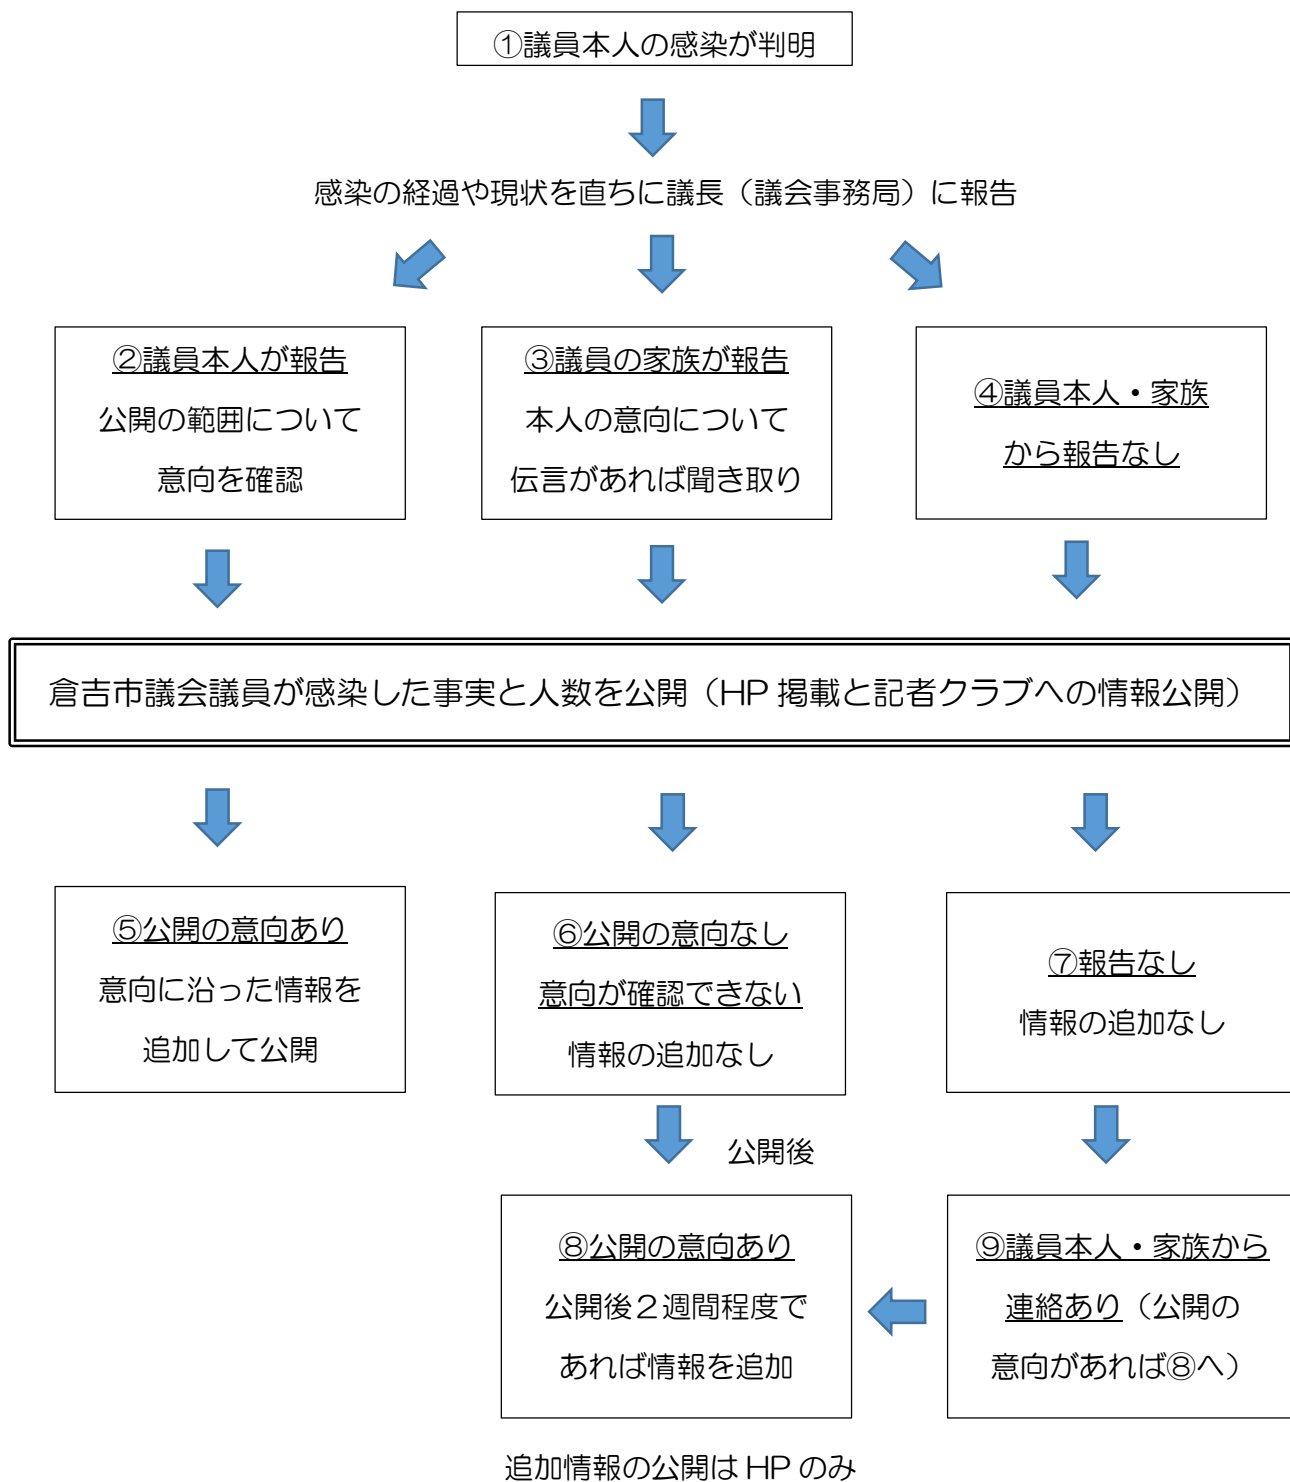 ①議員本人の感染が判明
感染の経過や現状を直ちに議長（議会事務局）に報告
②議員本人が報告
公開の範囲について
意向を確認
③議員の家族が報告
本人の意向について
伝言があれば聞き取り
④議員本人・家族
から報告なし
倉吉市議会議員が感染した事実と人数を公開（HP 掲載と記者クラブへの情報公開）
⑤公開の意向あり
意向に沿った情報を
追加して公開
⑥公開の意向なし
意向が確認できない
情報の追加なし
⑦報告なし
情報の追加なし
公開後
⑧公開の意向あり
公開後２週間程度で
あれば情報を追加
⑨議員本人・家族から
連絡あり（公開の
意向があれば⑧へ）
追加情報の公開は HP のみ